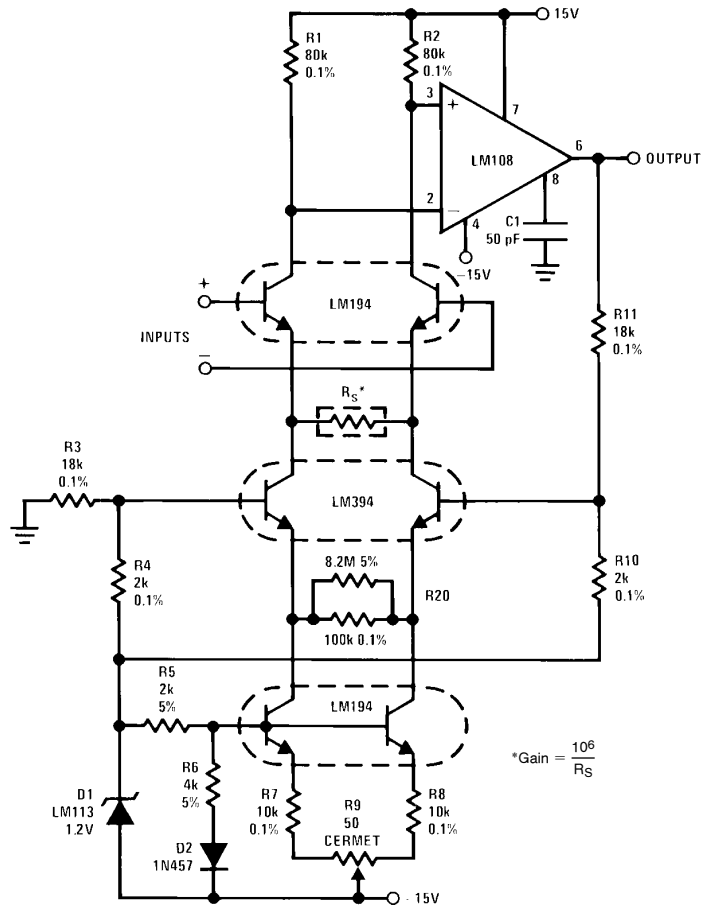 15V
R1
80k
0.1%
R2
80k
0.1%
3
+
7
LM108
6
OUTPUT
8
2
−
4
C1
50 pF
−15V
+
LM194
INPUTS
−
R11
18k
0.1%
RS*
R3
18k
0.1%
LM394
R4
2k
0.1%
8.2M 5%
R20
100k 0.1%
R10
2k
0.1%
R5
2k
5%
LM194
*Gain = 10⁶
RS
R6
4k
5%
R7
10k
0.1%
R9
50
CERMET
R8
10k
0.1%
D1
LM113
1.2V
D2
1N457
- 15V